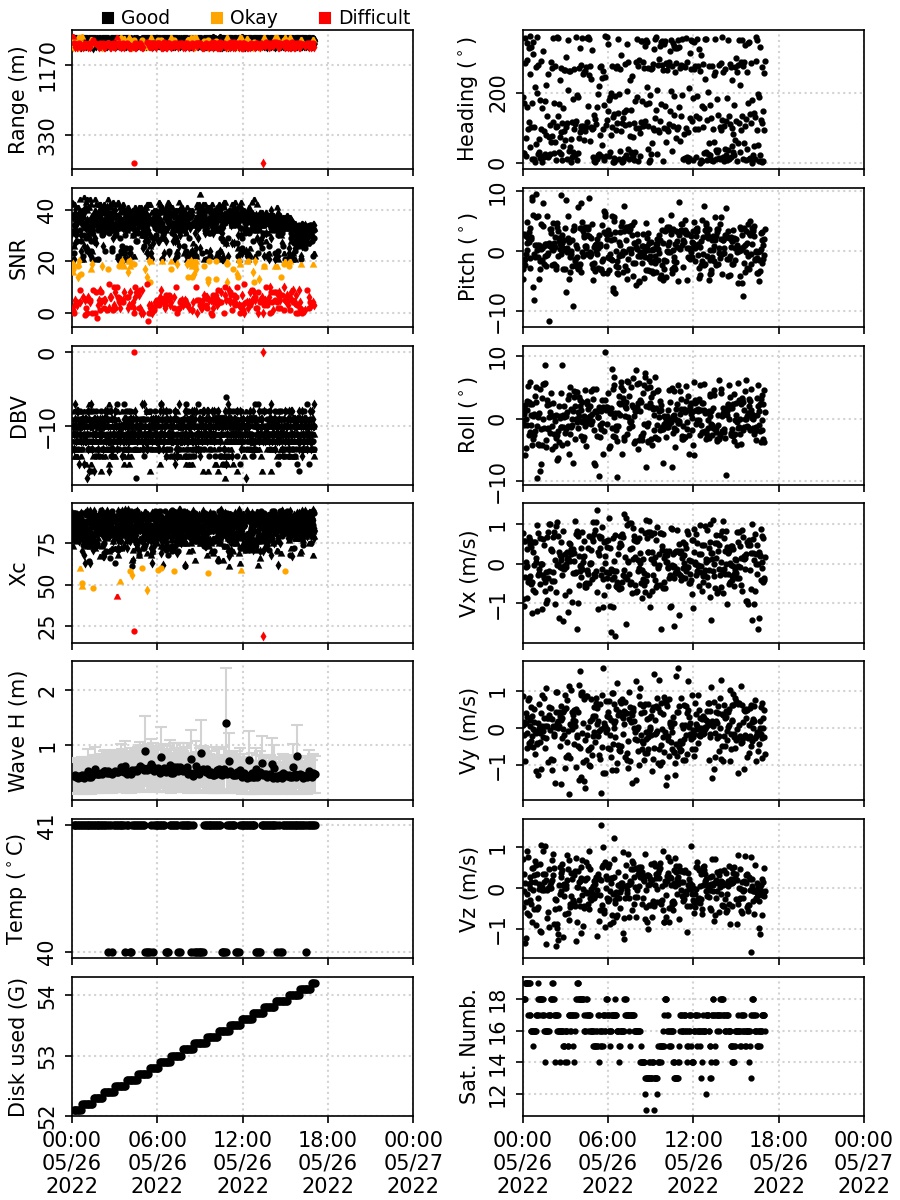 Good Okay Difficult
Range (m)
1170
330
Heading (°)
200
0
SNR
40
20
0
Pitch (°)
10
0
−10
DBV
0
−10
Roll (°)
10
0
−10
Xc
75
50
25
Vx (m/s)
1
−1
Wave H (m)
2
1
Vy (m/s)
1
0
−1
Temp (°C)
41
40
Vz (m/s)
1
0
−1
Disk used (G)
54
53
52
Sat. Numb.
18
16
14
12
00:00 06:00 12:00 18:00 00:00
05/26 05/26 05/26 05/26 05/27
2022 2022 2022 2022 2022
00:00 06:00 12:00 18:00 00:00
05/26 05/26 05/26 05/26 05/27
2022 2022 2022 2022 2022